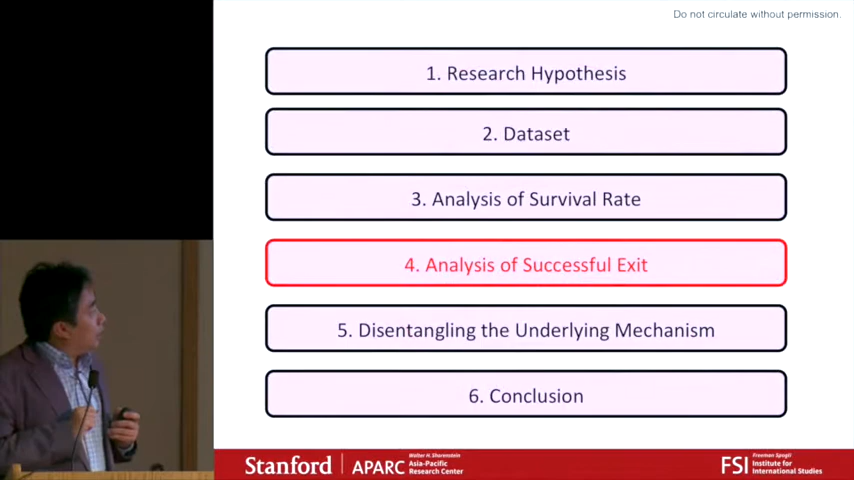 Do not circulate without permission.
1. Research Hypothesis
2. Dataset
3. Analysis of Survival Rate
4. Analysis of Successful Exit
5. Disentangling the Underlying Mechanism
6. Conclusion
Stanford
APARC
Walter H. Shorenstein
Asia-Pacific
Research Center
FSI
Freeman Spogli
Institute for
International Studies